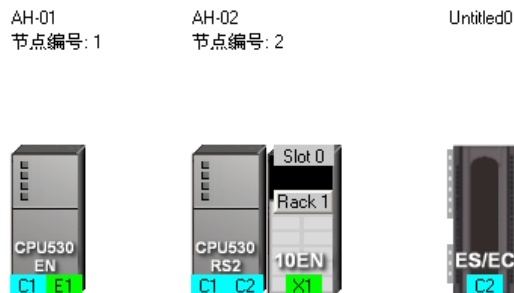 AH-01
节点编号: 1
AH-02
节点编号: 2
Untitled0
CPU530
EN
C1 E1
CPU530
RS2
C1 C2
Slot 0
Rack 1
10EN
X1
ES/EC
C2